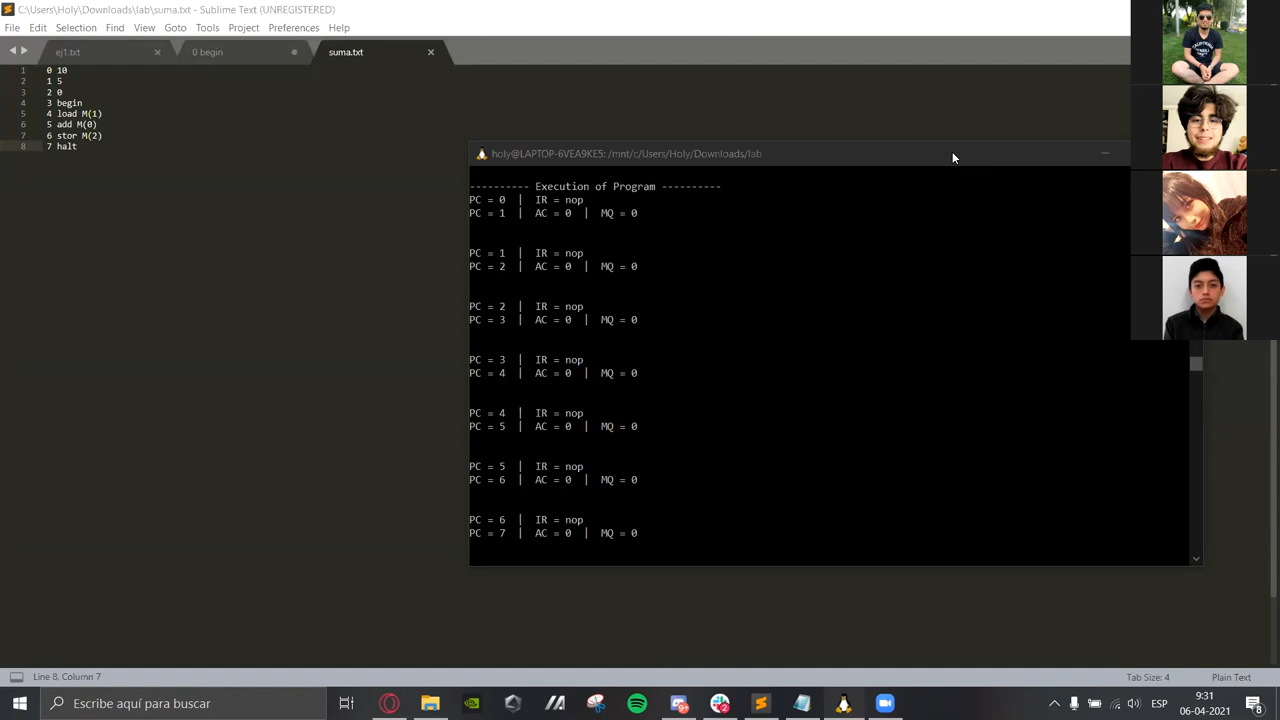 C:\Users\Holy\Downloads\lab\suma.txt - Sublime Text (UNREGISTERED)
File Edit Selection Find View Goto Tools Project Preferences Help
ej1.txt 0 begin suma.txt
1 0 10
2 1 5
3 2 0
4 3 begin
5 4 load M(1)
6 5 add M(0)
7 6 stor M(2)
8 7 halt
holy@LAPTOP-6VEA9KE5: /mnt/c/Users/Holy/Downloads/lab
---------- Execution of Program ----------
PC = 0 | IR = nop
PC = 1 | AC = 0 | MQ = 0
PC = 1 | IR = nop
PC = 2 | AC = 0 | MQ = 0
PC = 2 | IR = nop
PC = 3 | AC = 0 | MQ = 0
PC = 3 | IR = nop
PC = 4 | AC = 0 | MQ = 0
PC = 4 | IR = nop
PC = 5 | AC = 0 | MQ = 0
PC = 5 | IR = nop
PC = 6 | AC = 0 | MQ = 0
PC = 6 | IR = nop
PC = 7 | AC = 0 | MQ = 0
Line 8, Column 7 Tab Size: 4 Plain Text
Escribe aquí para buscar
ESP
9:31
06-04-2021